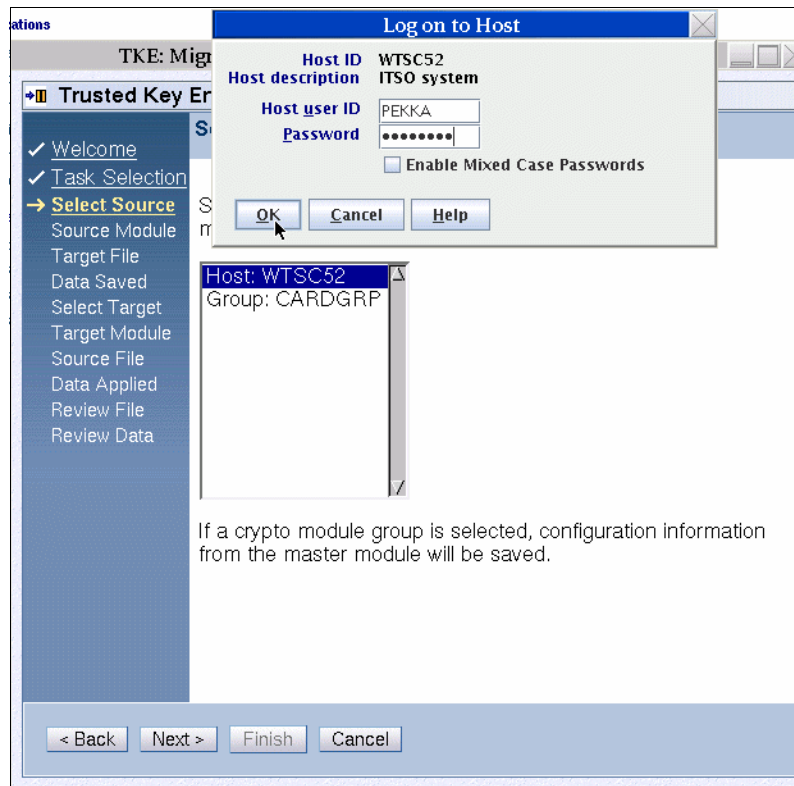 ations
Log on to Host
TKE: Migr
Host ID WTSC52
Host description ITSO system
Host user ID PEKKA
Password ••••••••
Enable Mixed Case Passwords
OK Cancel Help
Trusted Key En
S
✓ Welcome
✓ Task Selection
→ Select Source
Source Module
Target File
Data Saved
Select Target
Target Module
Source File
Data Applied
Review File
Review Data
S
m
Host: WTSC52
Group: CARDGRP
If a crypto module group is selected, configuration information
from the master module will be saved.
< Back Next > Finish Cancel